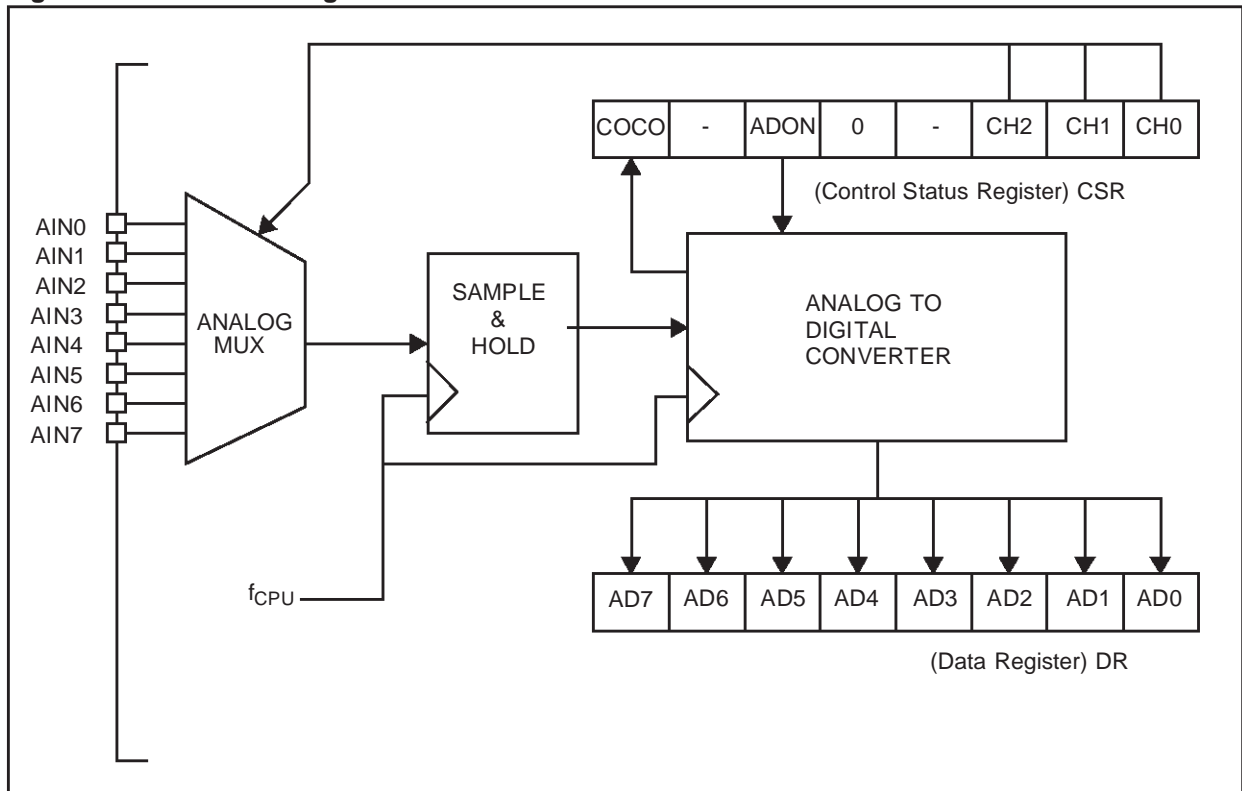 COCO - ADON 0 - CH2 CH1 CH0
(Control Status Register) CSR
AIN0
AIN1
AIN2
AIN3
AIN4
AIN5
AIN6
AIN7
ANALOG
MUX
SAMPLE
&
HOLD
ANALOG TO
DIGITAL
CONVERTER
fCPU
AD7 AD6 AD5 AD4 AD3 AD2 AD1 AD0
(Data Register) DR